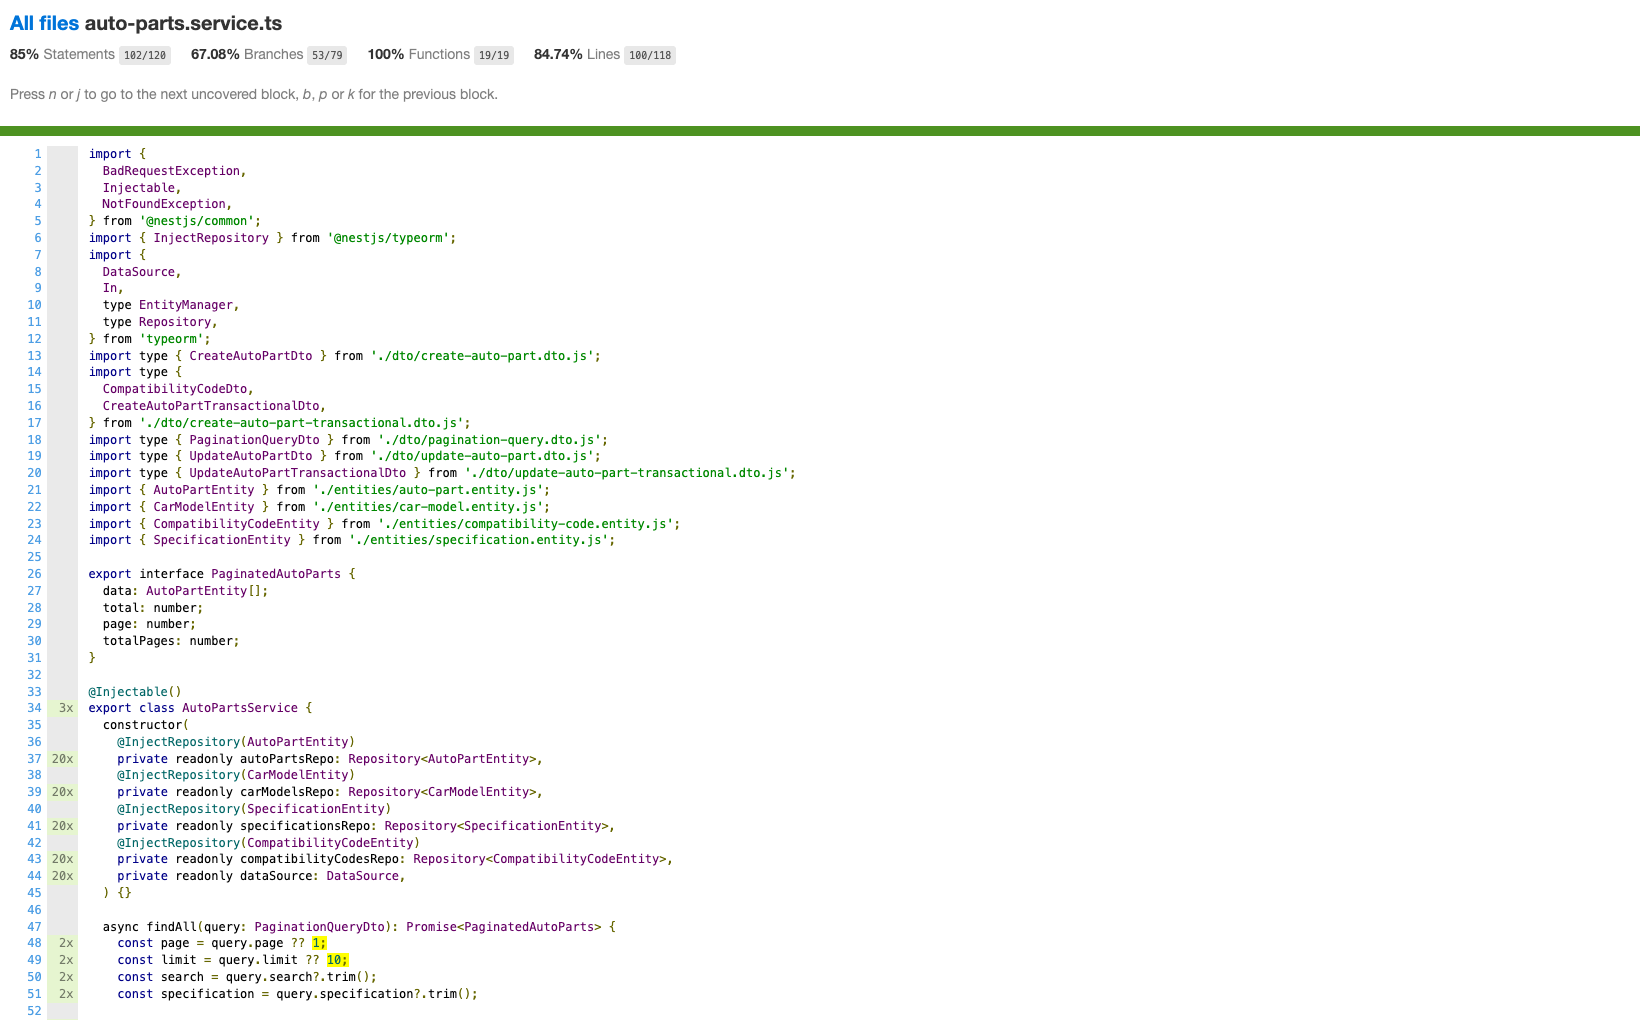 All files auto-parts.service.ts
85% Statements 102/120 67.08% Branches 53/79 100% Functions 19/19 84.74% Lines 100/118
Press n or j to go to the next uncovered block, b, p or k for the previous block.
1 import {
2 BadRequestException,
3 Injectable,
4 NotFoundException,
5 } from '@nestjs/common';
6 import { InjectRepository } from '@nestjs/typeorm';
7 import {
8 DataSource,
9 In,
10 type EntityManager,
11 type Repository,
12 } from 'typeorm';
13 import type { CreateAutoPartDto } from './dto/create-auto-part.dto.js';
14 import type {
15 CompatibilityCodeDto,
16 CreateAutoPartTransactionalDto,
17 } from './dto/create-auto-part-transactional.dto.js';
18 import type { PaginationQueryDto } from './dto/pagination-query.dto.js';
19 import type { UpdateAutoPartDto } from './dto/update-auto-part.dto.js';
20 import type { UpdateAutoPartTransactionalDto } from './dto/update-auto-part-transactional.dto.js';
21 import { AutoPartEntity } from './entities/auto-part.entity.js';
22 import { CarModelEntity } from './entities/car-model.entity.js';
23 import { CompatibilityCodeEntity } from './entities/compatibility-code.entity.js';
24 import { SpecificationEntity } from './entities/specification.entity.js';
25
26 export interface PaginatedAutoParts {
27 data: AutoPartEntity[];
28 total: number;
29 page: number;
30 totalPages: number;
31 }
32
33 @Injectable()
34 3x export class AutoPartsService {
35 constructor(
36 @InjectRepository(AutoPartEntity)
37 20x private readonly autoPartsRepo: Repository<AutoPartEntity>,
38 @InjectRepository(CarModelEntity)
39 20x private readonly carModelsRepo: Repository<CarModelEntity>,
40 @InjectRepository(SpecificationEntity)
41 20x private readonly specificationsRepo: Repository<SpecificationEntity>,
42 @InjectRepository(CompatibilityCodeEntity)
43 20x private readonly compatibilityCodesRepo: Repository<CompatibilityCodeEntity>,
44 20x private readonly dataSource: DataSource,
45 ) {}
46
47 async findAll(query: PaginationQueryDto): Promise<PaginatedAutoParts> {
48 2x const page = query.page ?? 1;
49 2x const limit = query.limit ?? 10;
50 2x const search = query.search?.trim();
51 2x const specification = query.specification?.trim();
52